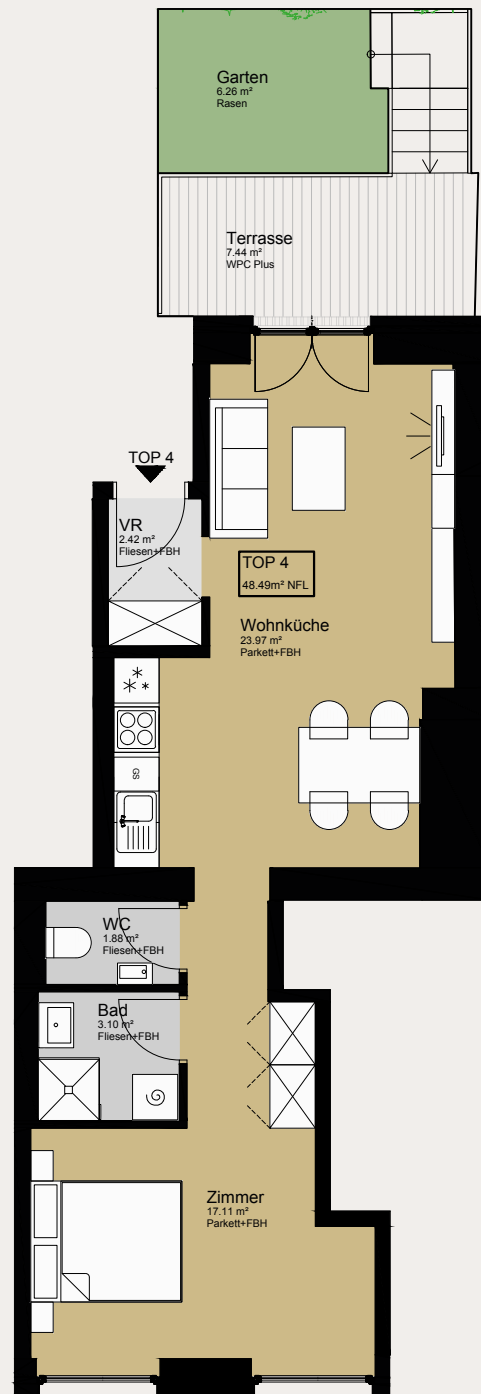 Garten
6.26 m²
Rasen
Terrasse
7.44 m²
WPC Plus
TOP 4
VR
2.42 m²
Fliesen+FBH
TOP 4
48.49m² NFL
Wohnküche
23.97 m²
Parkett+FBH
GS
WC
1.88 m²
Fliesen+FBH
Bad
3.10 m²
Fliesen+FBH
Zimmer
17.11 m²
Parkett+FBH